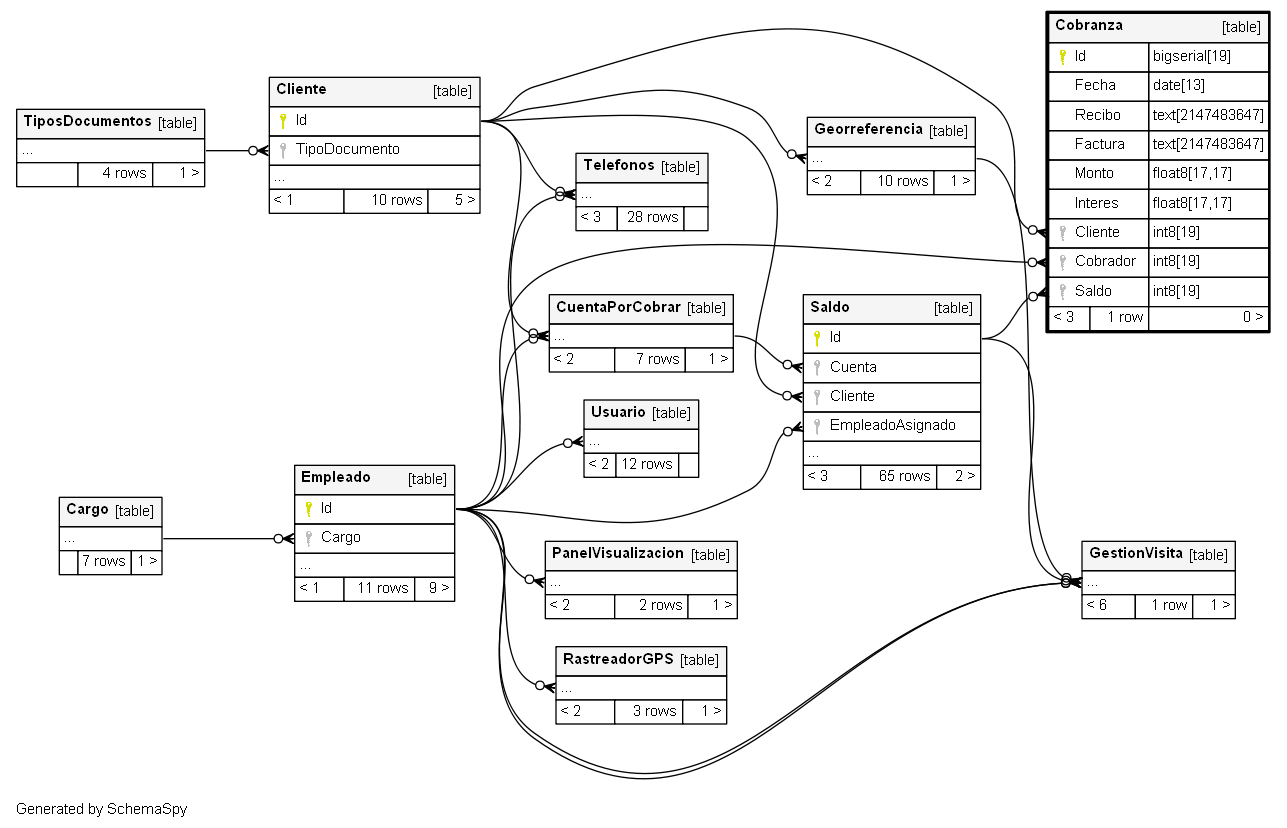 TiposDocumentos [table]
...
4 rows 1 >
Cliente [table]
Id
TipoDocumento
...
< 1 10 rows 5 >
Telefonos [table]
...
< 3 28 rows
Georreferencia [table]
...
< 2 10 rows 1 >
Cobranza [table]
Id bigserial[19]
Fecha date[13]
Recibo text[2147483647]
Factura text[2147483647]
Monto float8[17,17]
Interes float8[17,17]
Cliente int8[19]
Cobrador int8[19]
Saldo int8[19]
< 3 1 row 0 >
CuentaPorCobrar [table]
...
< 2 7 rows 1 >
Saldo [table]
Id
Cuenta
Cliente
EmpleadoAsignado
...
< 3 65 rows 2 >
Usuario [table]
...
< 2 12 rows
Cargo [table]
...
7 rows 1 >
Empleado [table]
Id
Cargo
...
< 1 11 rows 9 >
PanelVisualizacion [table]
...
< 2 2 rows 1 >
GestionVisita [table]
...
< 6 1 row 1 >
RastreadorGPS [table]
...
< 2 3 rows 1 >
Generated by SchemaSpy